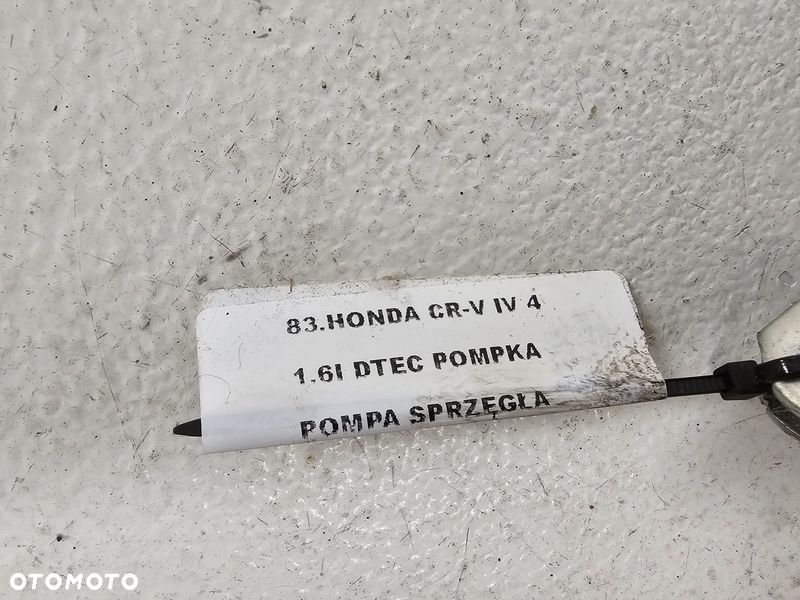 83.HONDA CR-V IV 4
1.6I DTEC POMPKA
POMPA SPRZĘGŁA
OTOMOTO